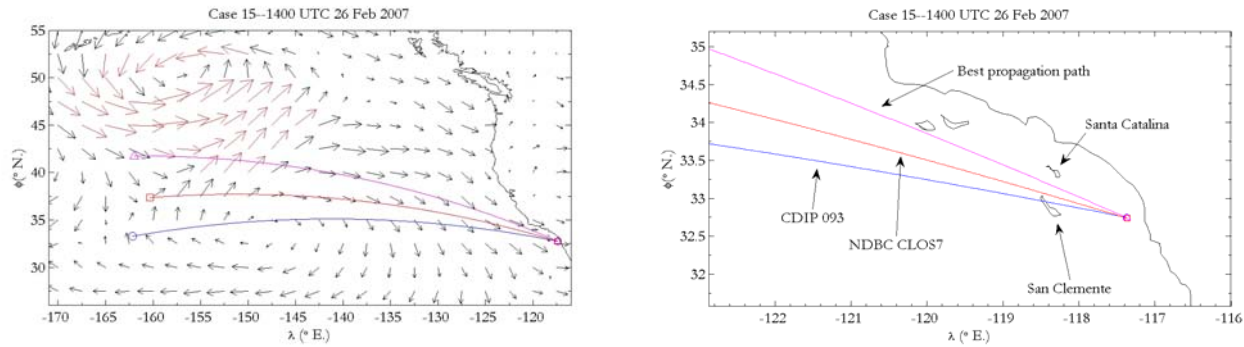 Case 15--1400 UTC 26 Feb 2007
55
50
45
40
35
30
ϕ(° N.)
-170 -165 -160 -155 -150 -145 -140 -135 -130 -125 -120
λ (° E.)
Case 15--1400 UTC 26 Feb 2007
35
34.5
34
33.5
33
32.5
32
ϕ(° N.)
Best propagation path
Santa Catalina
CDIP 093
NDBC CLOS7
San Clemente
-122 -121 -120 -119 -118 -117 -116
λ (° E.)